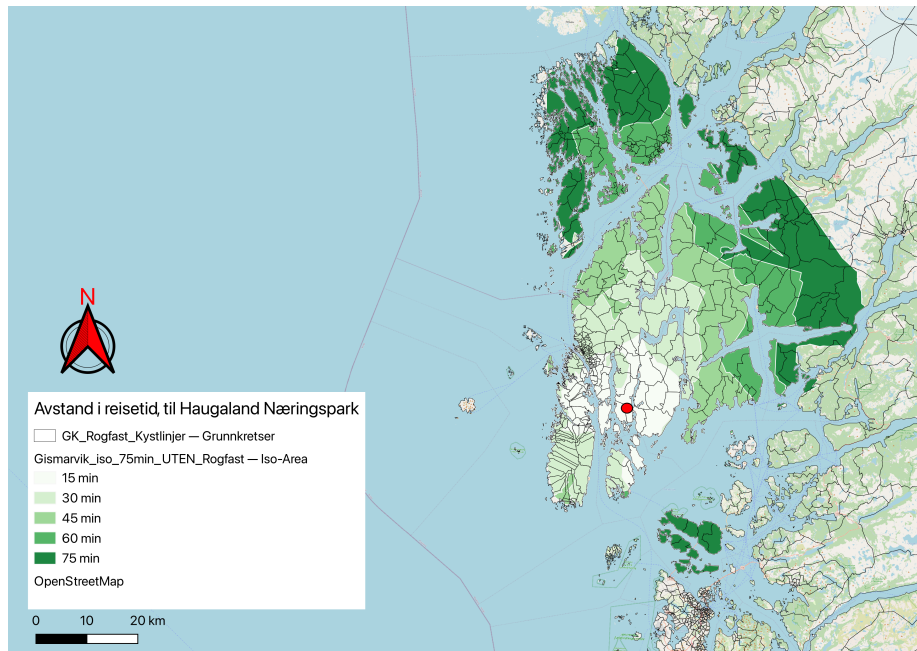 N
Avstand i reisetid, til Haugaland Næringspark
GK_Rogfast_Kystlinjer — Grunnkretser
Gismarvik_iso_75min_UTEN_Rogfast — Iso-Area
15 min
30 min
45 min
60 min
75 min
OpenStreetMap
0 10 20 km